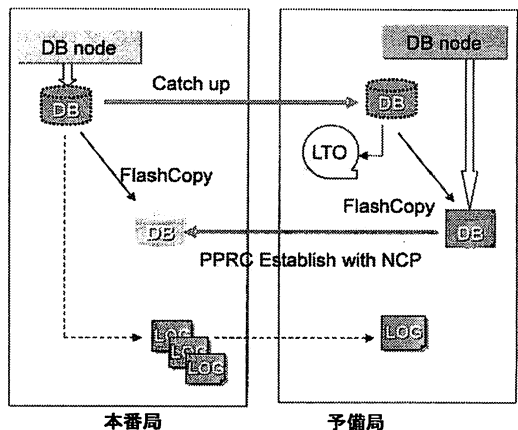 DB node
DB node
Catch up
DB
DB
LTO
FlashCopy
FlashCopy
DB
DB
PPRC Establish with NCP
LOG
LOG
LOG
LOG
本番局
予備局